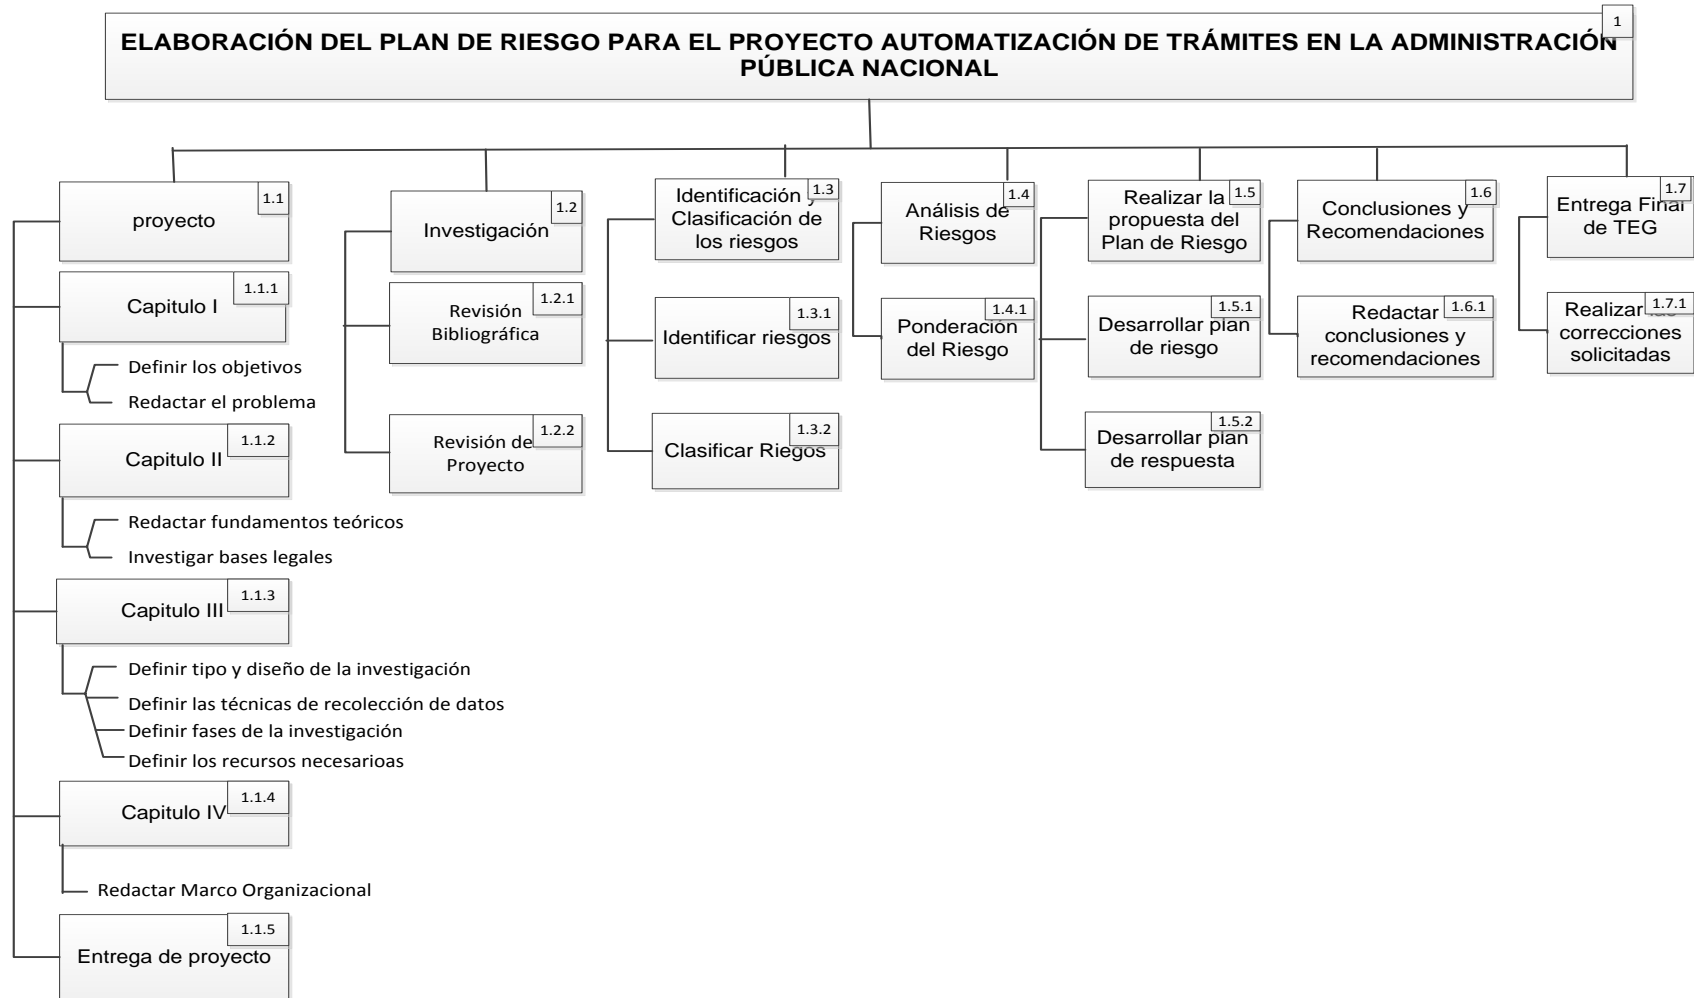 1
ELABORACIÓN DEL PLAN DE RIESGO PARA EL PROYECTO AUTOMATIZACIÓN DE TRÁMITES EN LA ADMINISTRACIÓN
PÚBLICA NACIONAL
1.1
proyecto
1.1.1
Capitulo I
Definir los objetivos
Redactar el problema
1.1.2
Capitulo II
Redactar fundamentos teóricos
Investigar bases legales
1.1.3
Capitulo III
Definir tipo y diseño de la investigación
Definir las técnicas de recolección de datos
Definir fases de la investigación
Definir los recursos necesarioas
1.1.4
Capitulo IV
Redactar Marco Organizacional
1.1.5
Entrega de proyecto
1.2
Investigación
1.2.1
Revisión
Bibliográfica
1.2.2
Revisión de
Proyecto
1.3
Identificación y
Clasificación de
los riesgos
1.3.1
Identificar riesgos
1.3.2
Clasificar Riegos
1.4
Análisis de
Riesgos
1.4.1
Ponderación
del Riesgo
1.5
Realizar la
propuesta del
Plan de Riesgo
1.5.1
Desarrollar plan
de riesgo
1.5.2
Desarrollar plan
de respuesta
1.6
Conclusiones y
Recomendaciones
1.6.1
Redactar
conclusiones y
recomendaciones
1.7
Entrega Final
de TEG
1.7.1
Realizar
correcciones
solicitadas